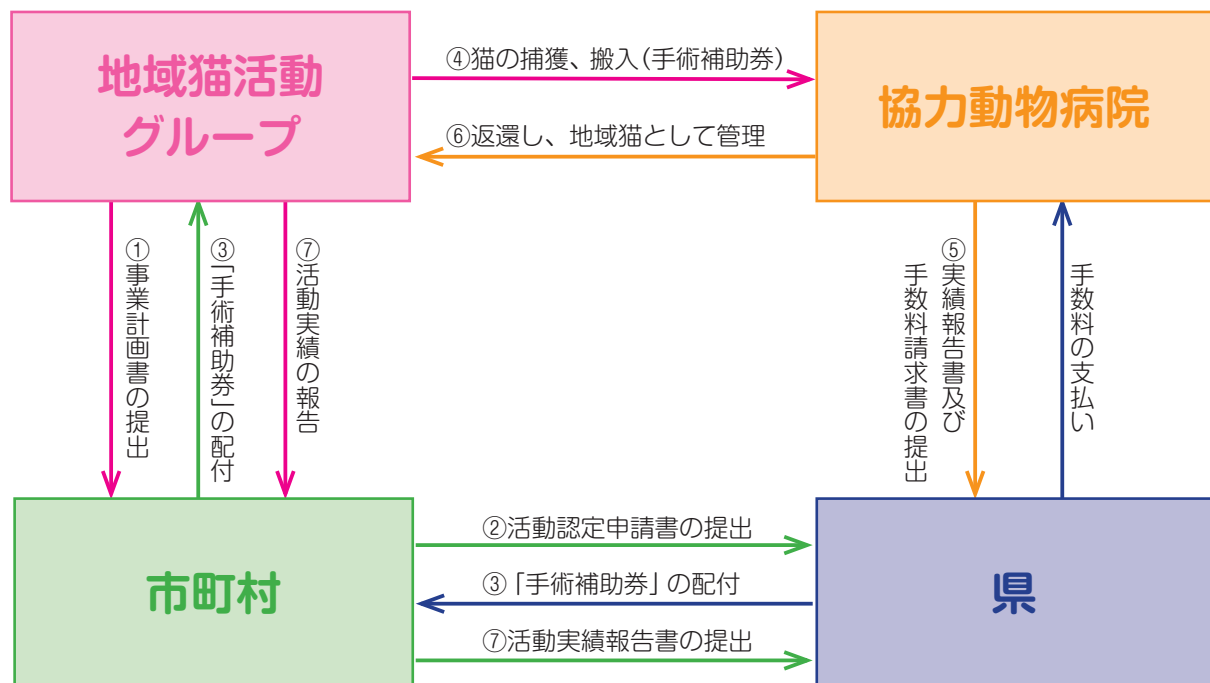 地域猫活動
グループ
④猫の捕獲、搬入(手術補助券)
⑥返還し、地域猫として管理
協力動物病院
①事業計画書の提出
③「手術補助券」の配付
⑦活動実績の報告
⑤実績報告書及び
手数料請求書の提出
手数料の支払い
市町村
②活動認定申請書の提出
③「手術補助券」の配付
⑦活動実績報告書の提出
県